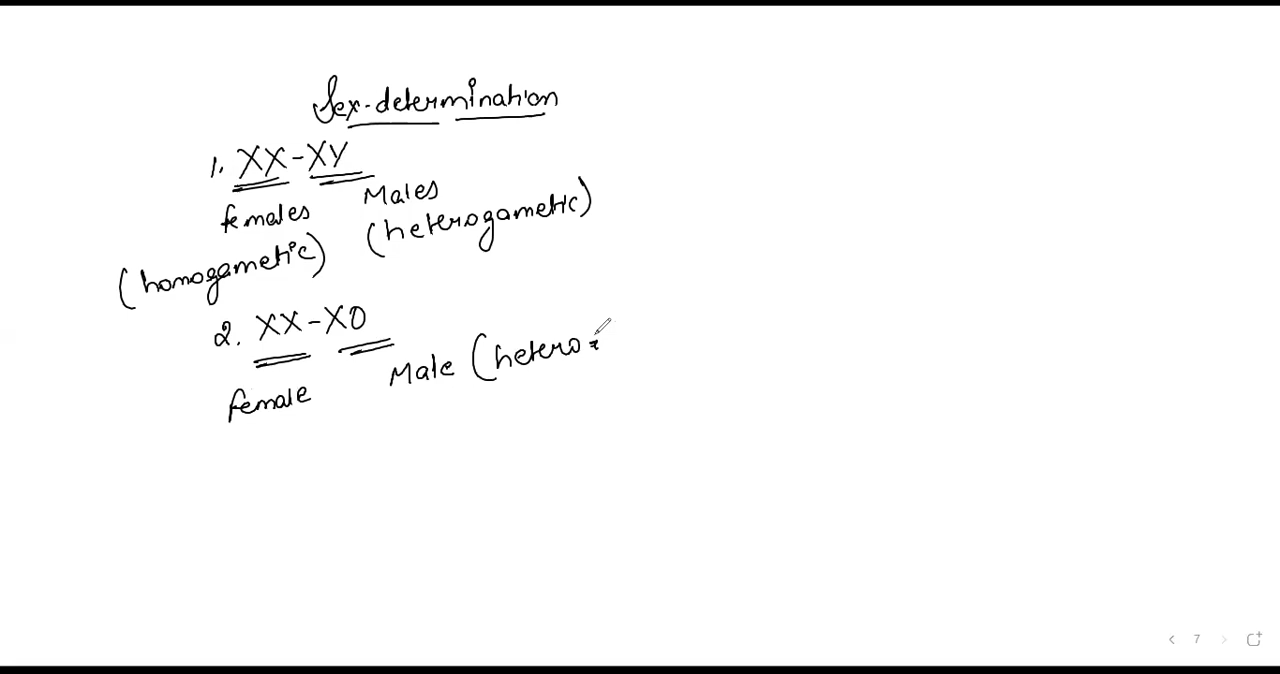 Sex-determination
1. XX-XY
females Males
(homogametic) (heterogametic)
2. XX-XO
female Male (hetero
7